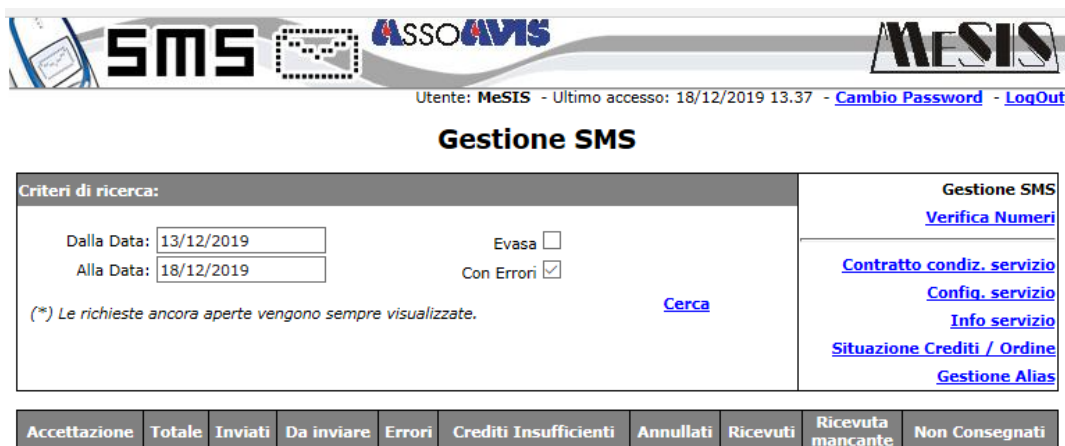 SMS AssoAVIS MeSIS
Utente: MeSIS - Ultimo accesso: 18/12/2019 13.37 - Cambio Password - LogOut
Gestione SMS
Criteri di ricerca:
Dalla Data: 13/12/2019 Evasa
Alla Data: 18/12/2019 Con Errori
(*) Le richieste ancora aperte vengono sempre visualizzate.
Cerca
Gestione SMS
Verifica Numeri
Contratto condiz. servizio
Config. servizio
Info servizio
Situazione Crediti / Ordine
Gestione Alias
Accettazione Totale Inviati Da inviare Errori Crediti Insufficienti Annullati Ricevuti Ricevuta mancante Non Consegnati